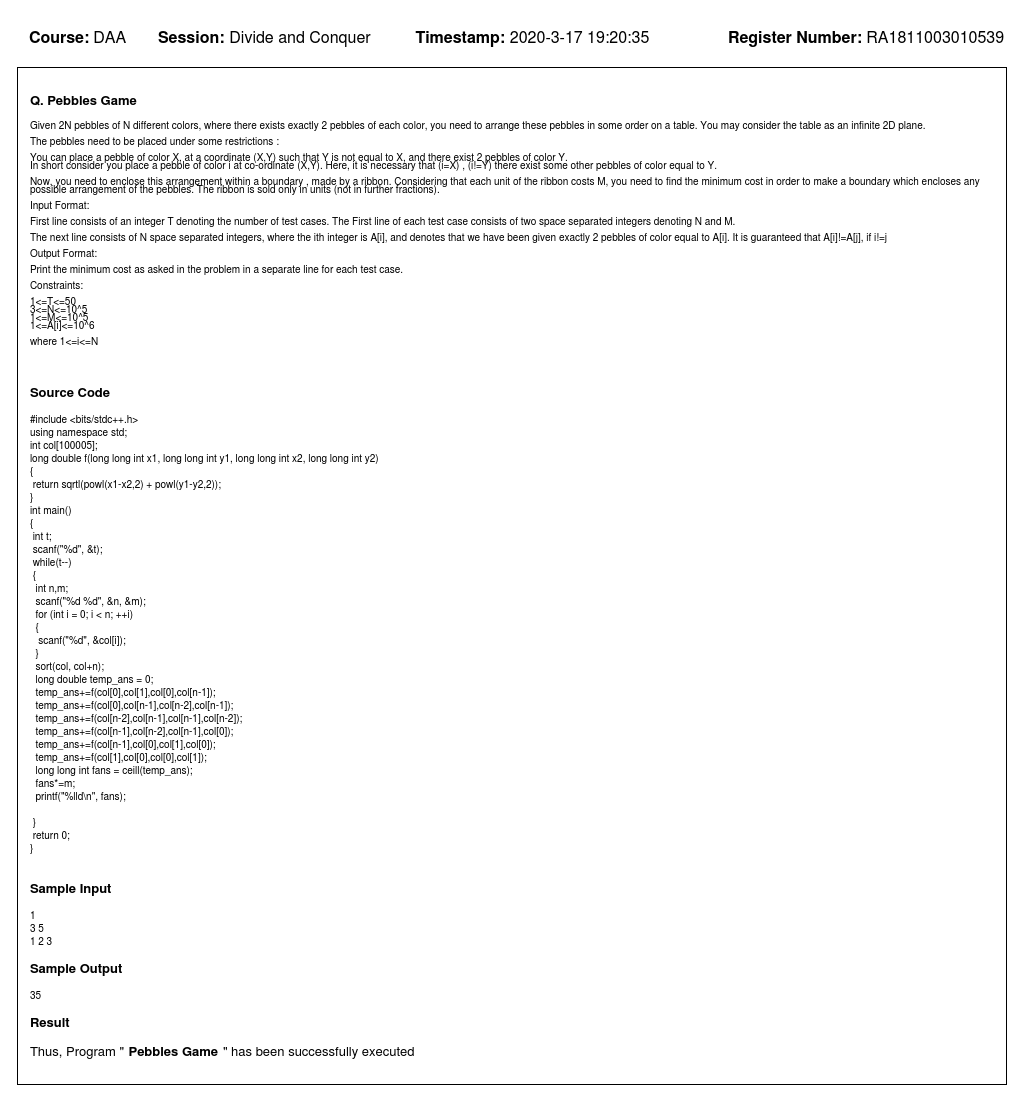 Course: DAA Session: Divide and Conquer Timestamp: 2020-3-17 19:20:35 Register Number: RA1811003010539
Q. Pebbles Game
Given 2N pebbles of N different colors, where there exists exactly 2 pebbles of each color, you need to arrange these pebbles in some order on a table. You may consider the table as an infinite 2D plane.
The pebbles need to be placed under some restrictions :
You can place a pebble of color X, at a coordinate (X,Y) such that Y is not equal to X, and there exist 2 pebbles of color Y.
In short consider you place a pebble of color i at co-ordinate (X,Y). Here, it is necessary that (i=X) , (i!=Y) there exist some other pebbles of color equal to Y.
Now, you need to enclose this arrangement within a boundary , made by a ribbon. Considering that each unit of the ribbon costs M, you need to find the minimum cost in order to make a boundary which encloses any
possible arrangement of the pebbles. The ribbon is sold only in units (not in further fractions).
Input Format:
First line consists of an integer T denoting the number of test cases. The First line of each test case consists of two space separated integers denoting N and M.
The next line consists of N space separated integers, where the ith integer is A[i], and denotes that we have been given exactly 2 pebbles of color equal to A[i]. It is guaranteed that A[i]!=A[j], if i!=j
Output Format:
Print the minimum cost as asked in the problem in a separate line for each test case.
Constraints:
1<=T<=50
3<=N<=10^5
1<=M<=10^5
1<=A[i]<=10^6
where 1<=i<=N
Source Code
#include <bits/stdc++.h>
using namespace std;
int col[100005];
long double f(long long int x1, long long int y1, long long int x2, long long int y2)
{
 return sqrtl(powl(x1-x2,2) + powl(y1-y2,2));
}
int main()
{
 int t;
 scanf("%d", &t);
 while(t--)
 {
  int n,m;
  scanf("%d %d", &n, &m);
  for (int i = 0; i < n; ++i)
  {
   scanf("%d", &col[i]);
  }
  sort(col, col+n);
  long double temp_ans = 0;
  temp_ans+=f(col[0],col[1],col[0],col[n-1]);
  temp_ans+=f(col[0],col[n-1],col[n-2],col[n-1]);
  temp_ans+=f(col[n-2],col[n-1],col[n-1],col[n-2]);
  temp_ans+=f(col[n-1],col[n-2],col[n-1],col[0]);
  temp_ans+=f(col[n-1],col[0],col[1],col[0]);
  temp_ans+=f(col[1],col[0],col[0],col[1]);
  long long int fans = ceill(temp_ans);
  fans*=m;
  printf("%lld\n", fans);
 }
 return 0;
}
Sample Input
1
3 5
1 2 3
Sample Output
35
Result
Thus, Program " Pebbles Game " has been successfully executed